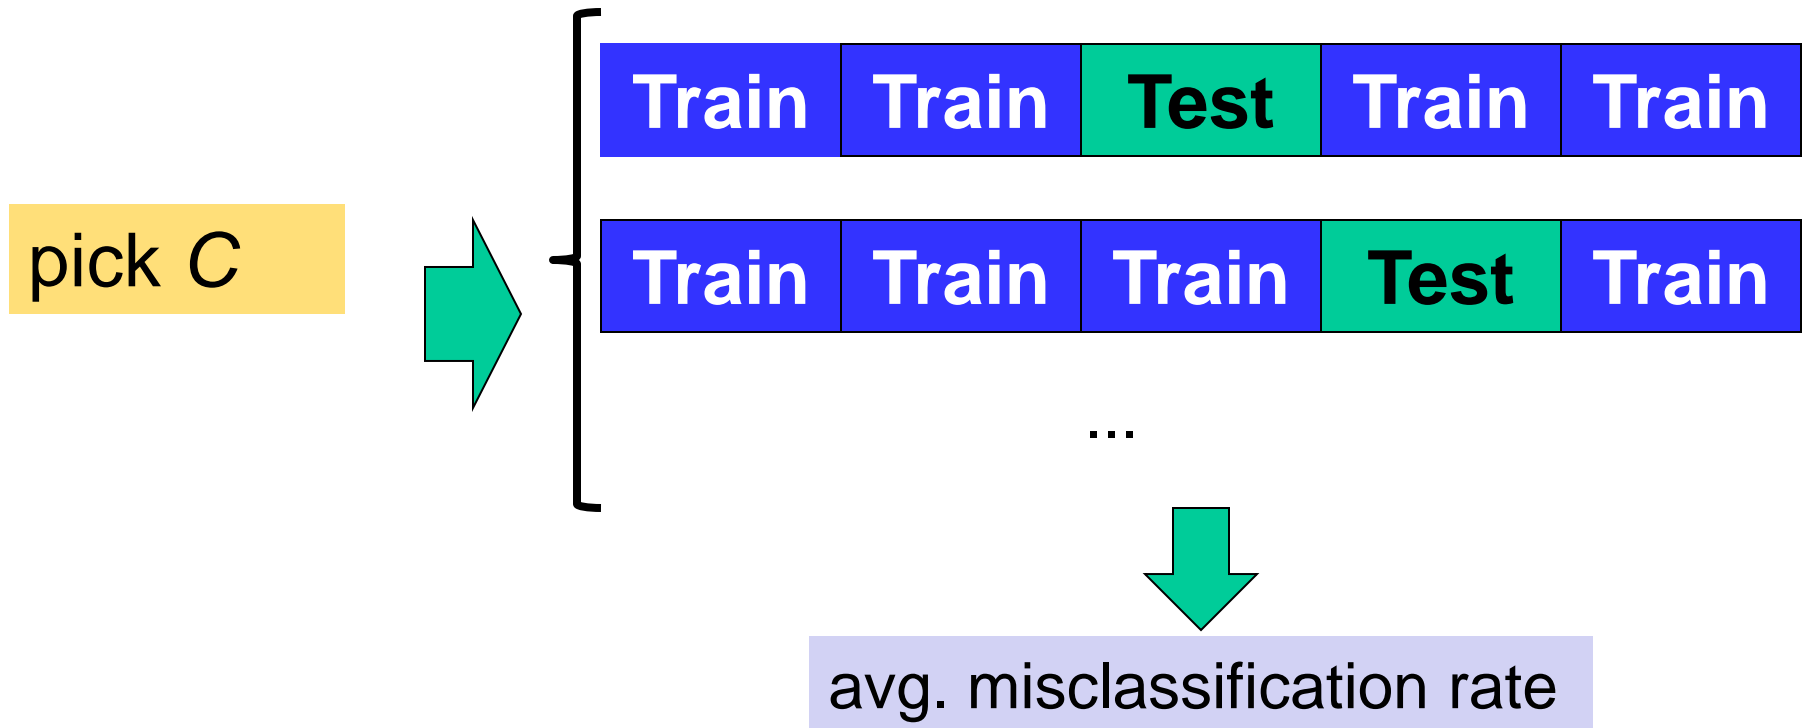 Train Train Test Train Train
pick C
Train Train Train Test Train
...
avg. misclassification rate